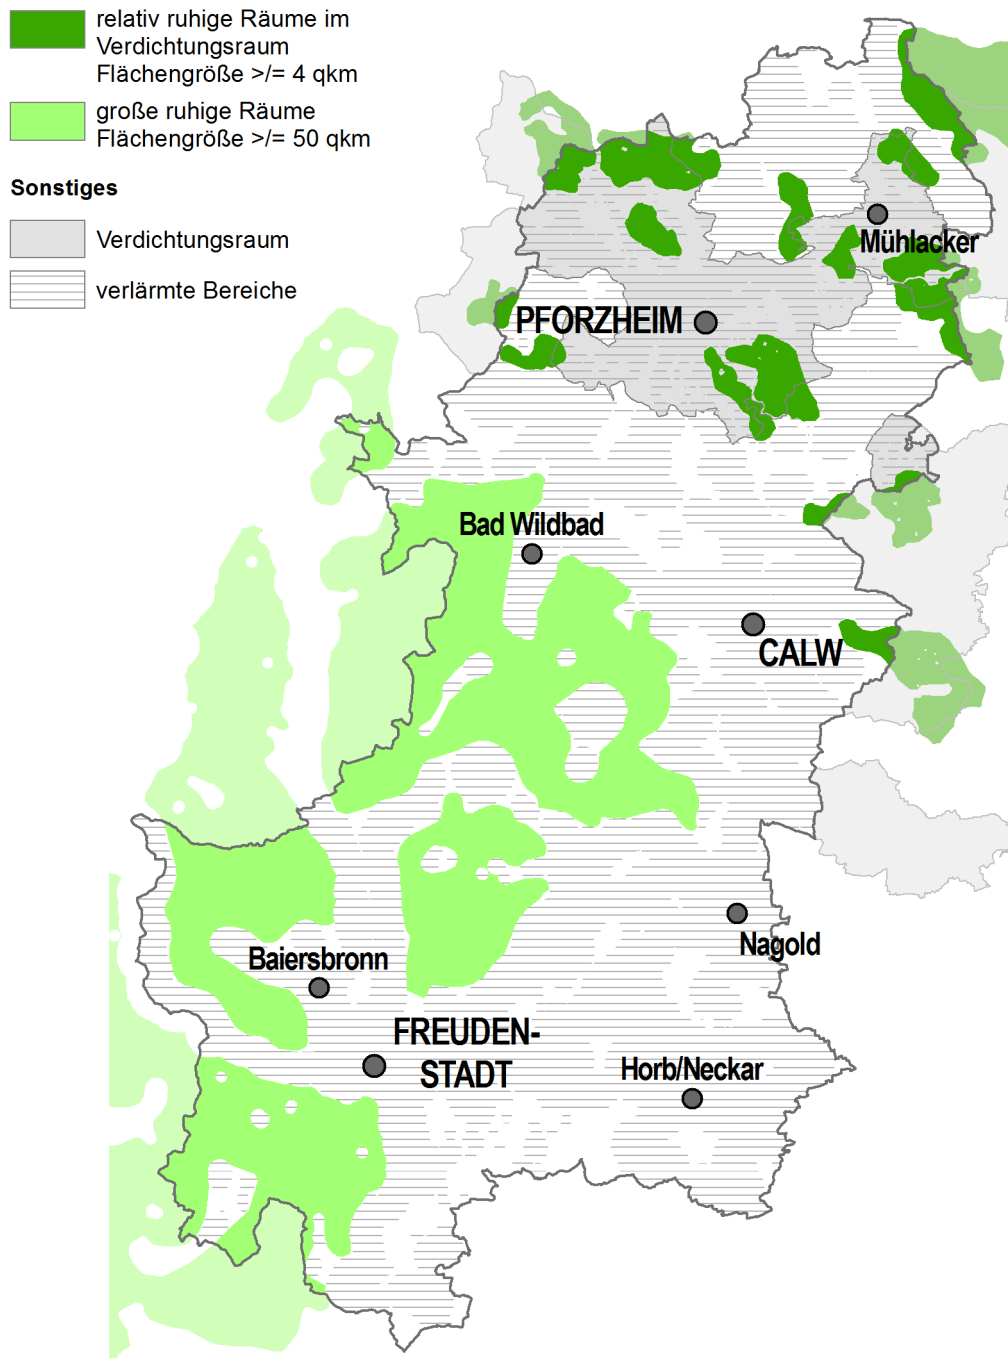 relativ ruhige Räume im
Verdichtungsraum
Flächengröße >/= 4 qkm
große ruhige Räume
Flächengröße >/= 50 qkm
Sonstiges
Verdichtungsraum
verlärmte Bereiche
Mühlacker
PFORZHEIM
Bad Wildbad
CALW
Nagold
Baiersbronn
FREUDEN-
STADT
Horb/Neckar